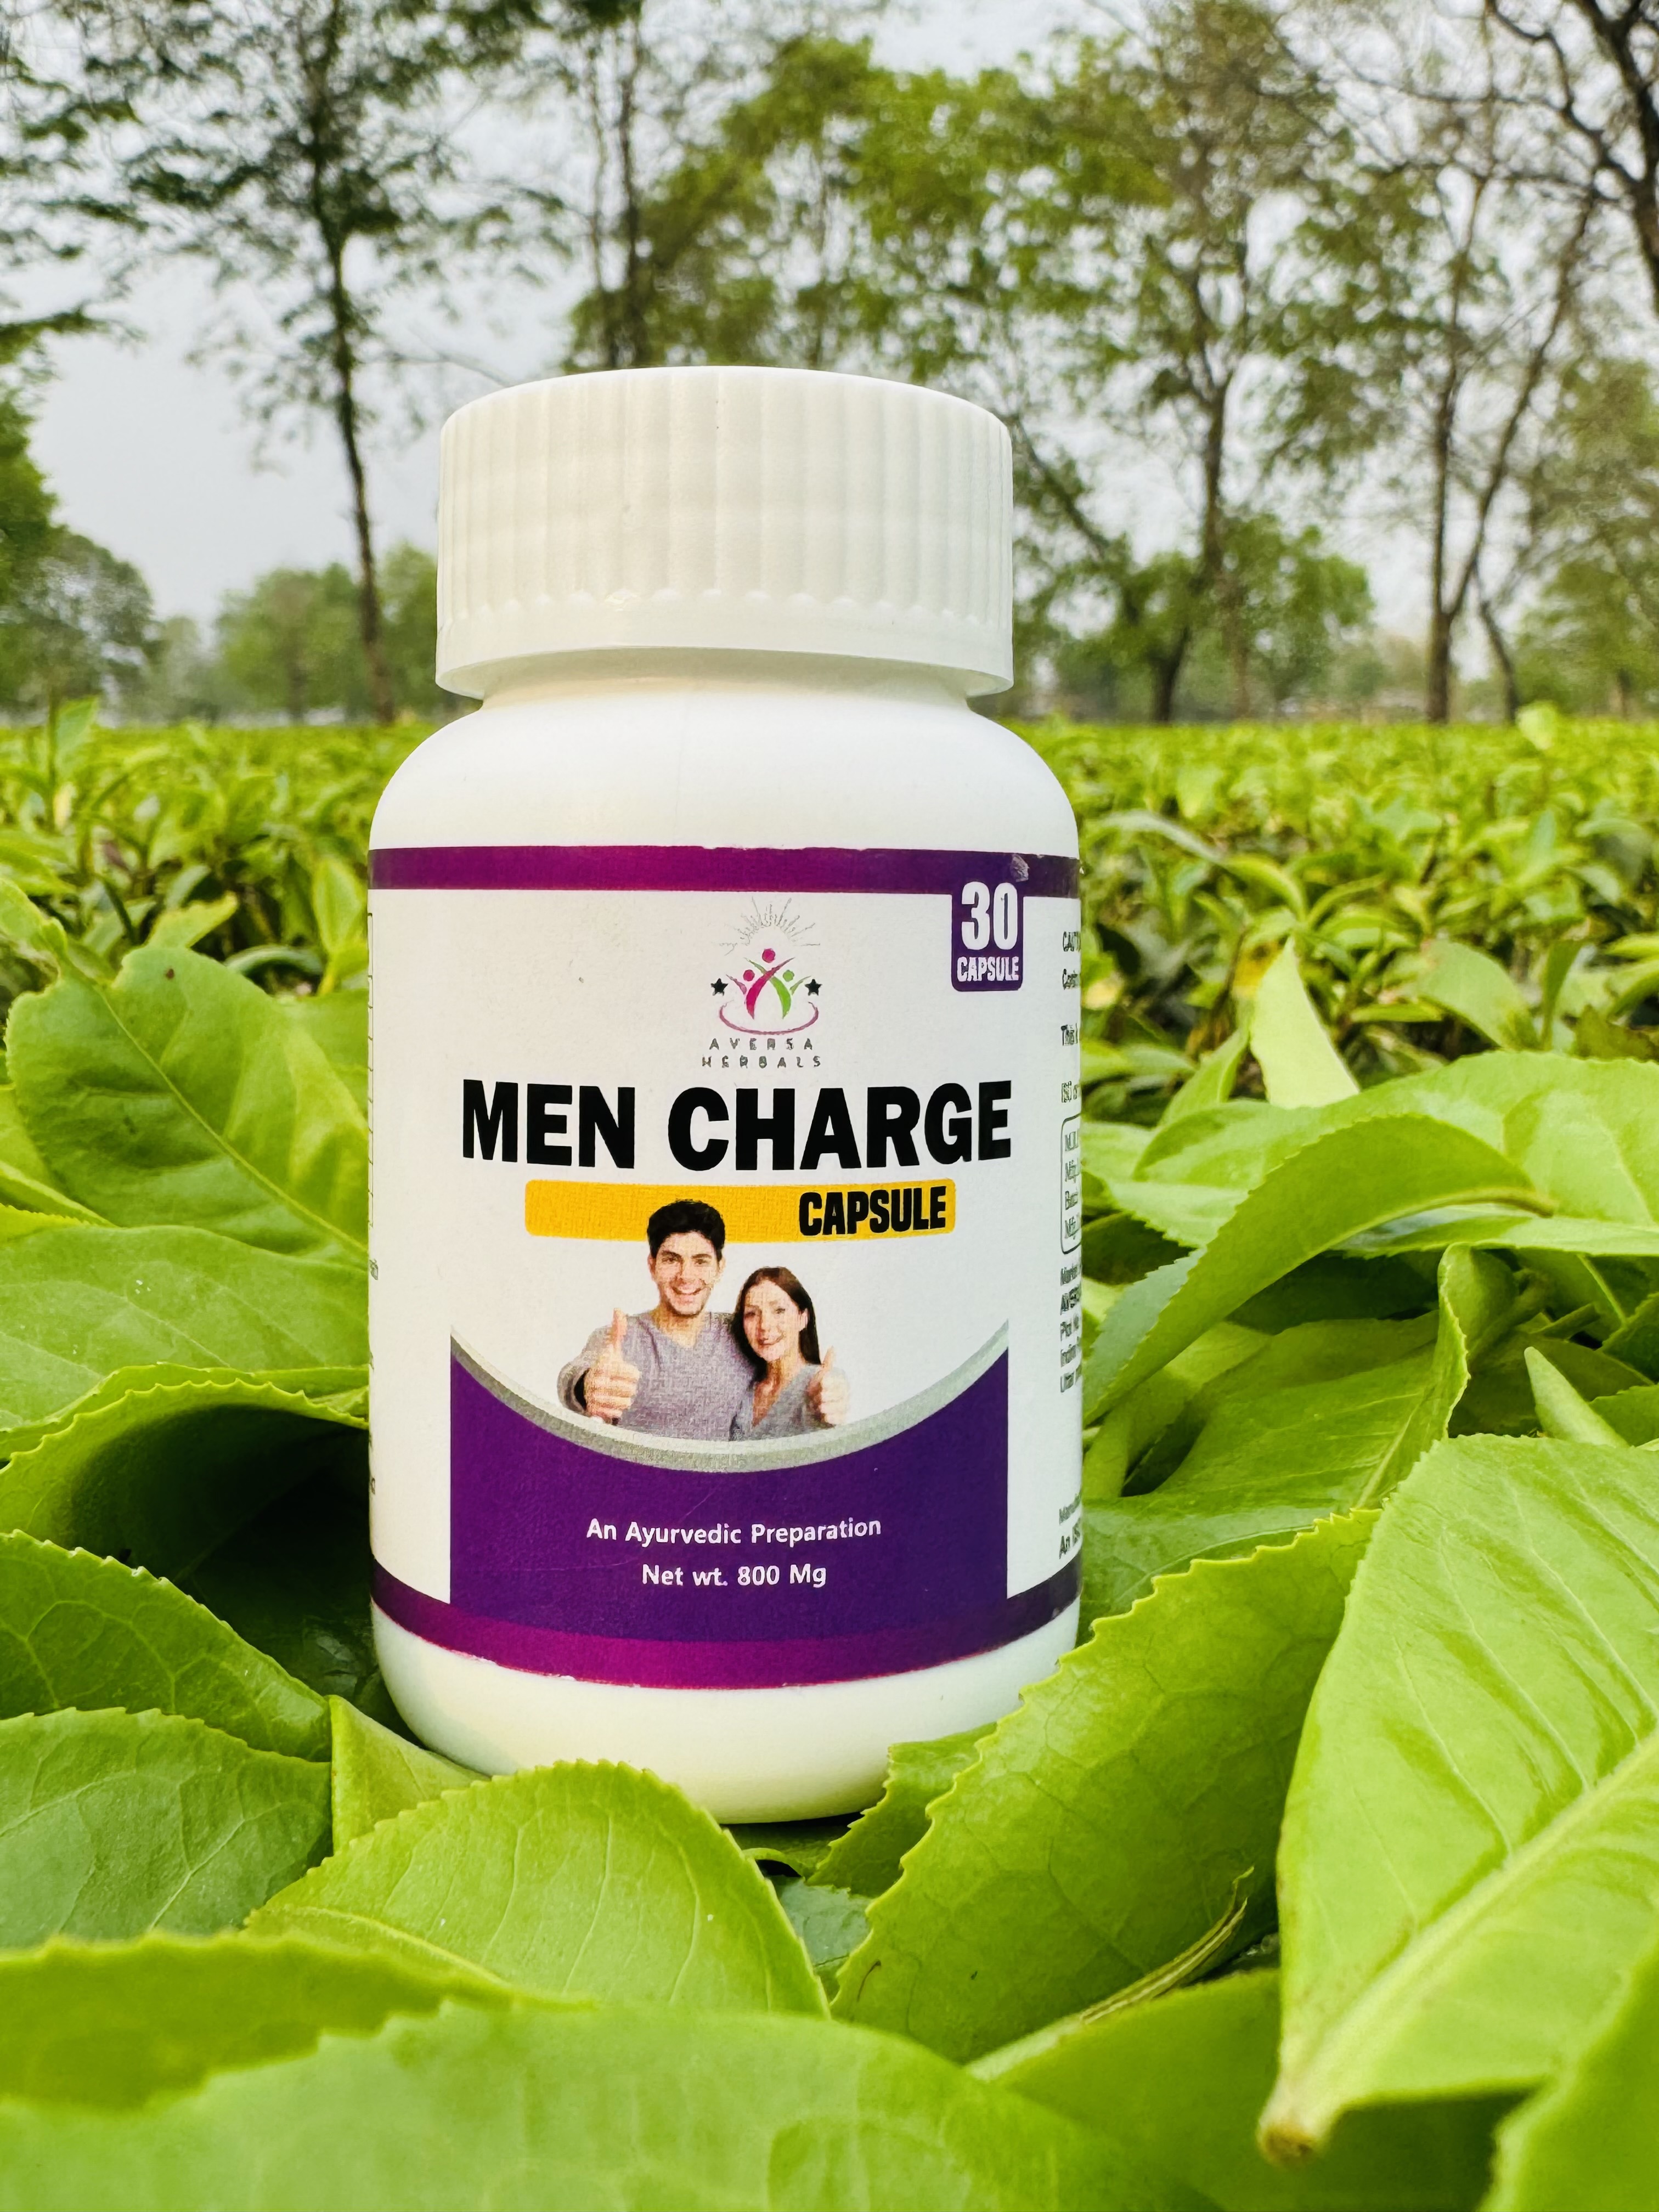 30
CAPSULE
AVERSA
HERBALS
MEN CHARGE
CAPSULE
An Ayurvedic Preparation
Net wt. 800 Mg